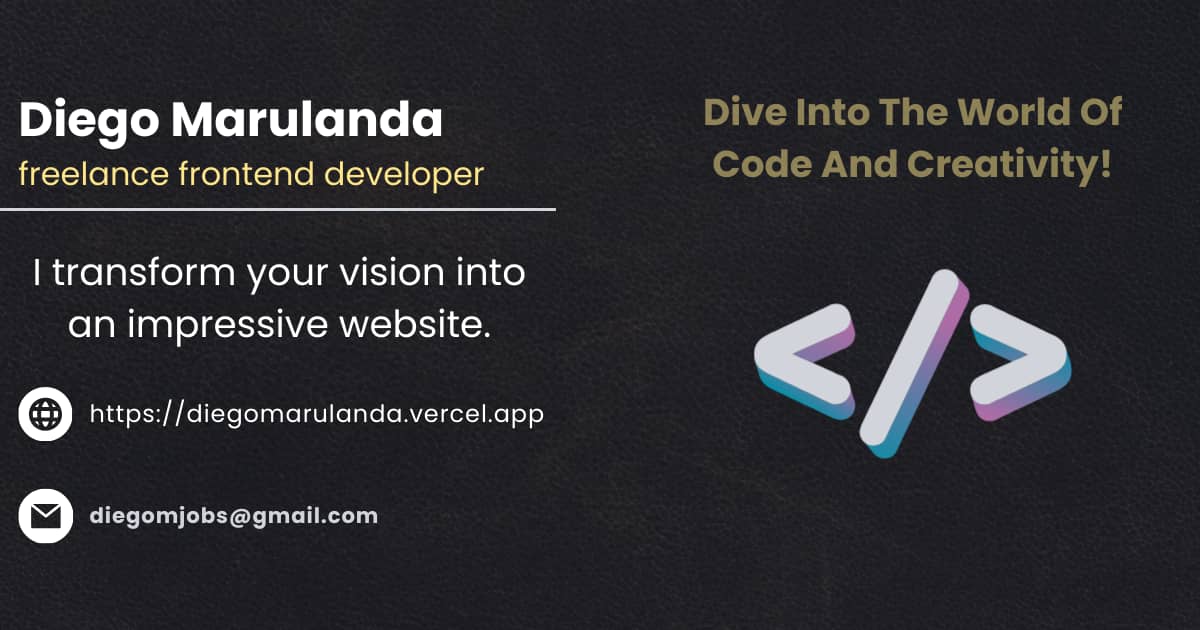 Diego Marulanda
freelance frontend developer
I transform your vision into
an impressive website.
https://diegomarulanda.vercel.app
diegomjobs@gmail.com
Dive Into The World Of
Code And Creativity!
</>